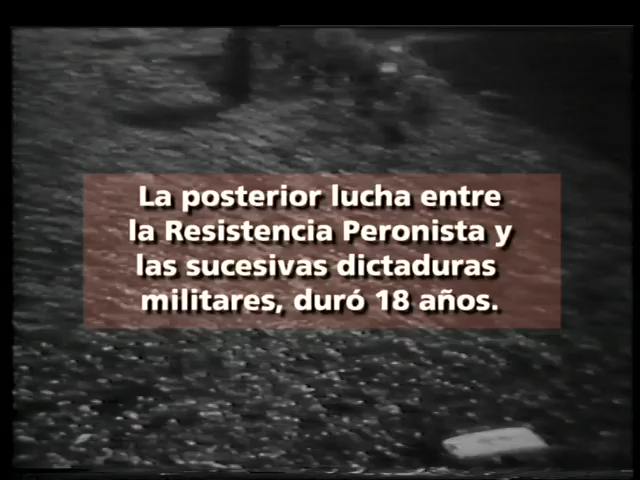 La posterior lucha entre
la Resistencia Peronista y
las sucesivas dictaduras
militares, duró 18 años.